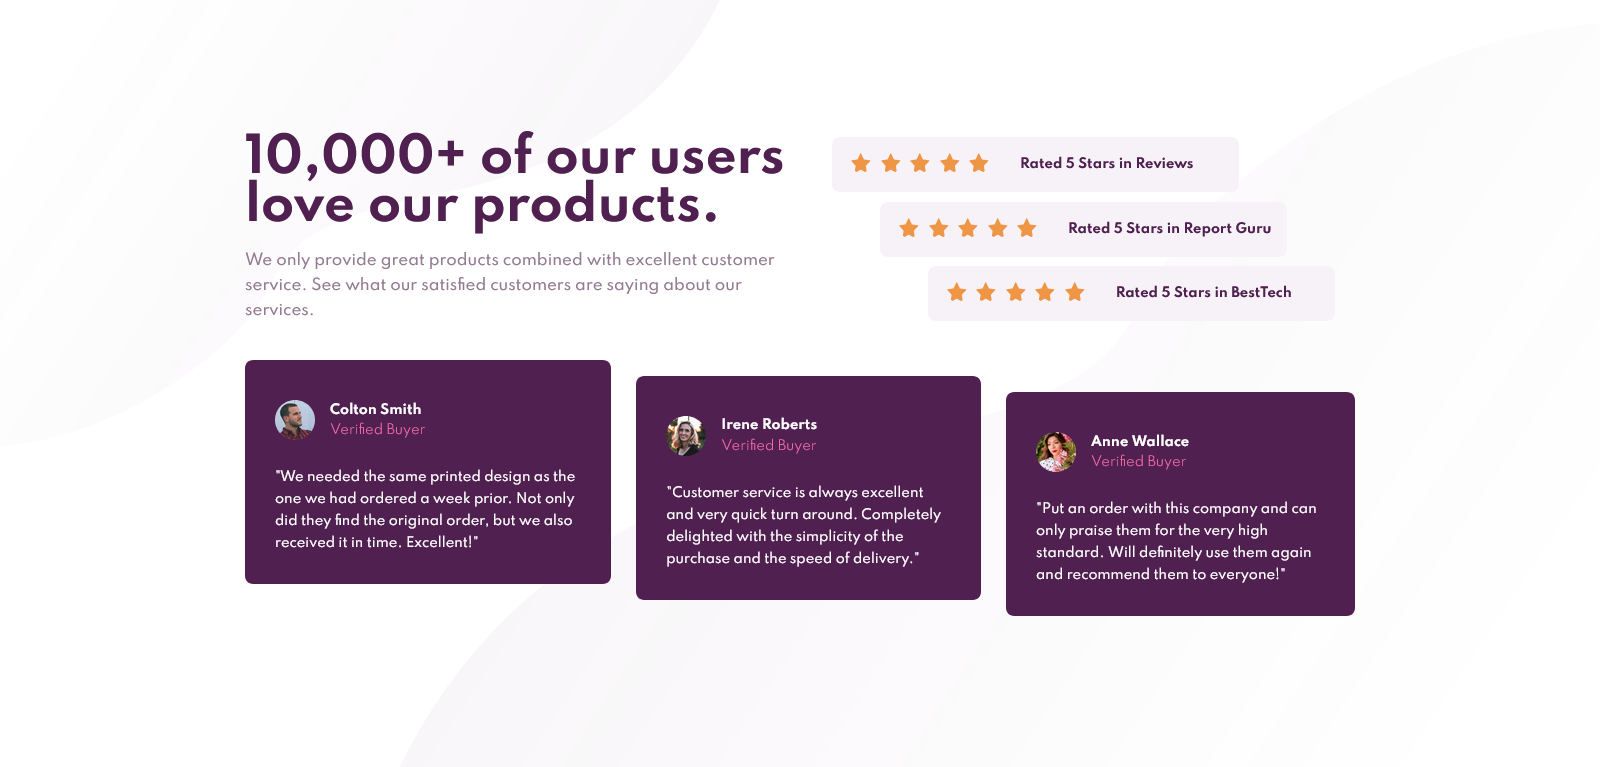 10,000+ of our users
love our products.
We only provide great products combined with excellent customer
service. See what our satisfied customers are saying about our
services.
Rated 5 Stars in Reviews
Rated 5 Stars in Report Guru
Rated 5 Stars in BestTech
Colton Smith
Verified Buyer
"We needed the same printed design as the
one we had ordered a week prior. Not only
did they find the original order, but we also
received it in time. Excellent!"
Irene Roberts
Verified Buyer
"Customer service is always excellent
and very quick turn around. Completely
delighted with the simplicity of the
purchase and the speed of delivery."
Anne Wallace
Verified Buyer
"Put an order with this company and can
only praise them for the very high
standard. Will definitely use them again
and recommend them to everyone!"